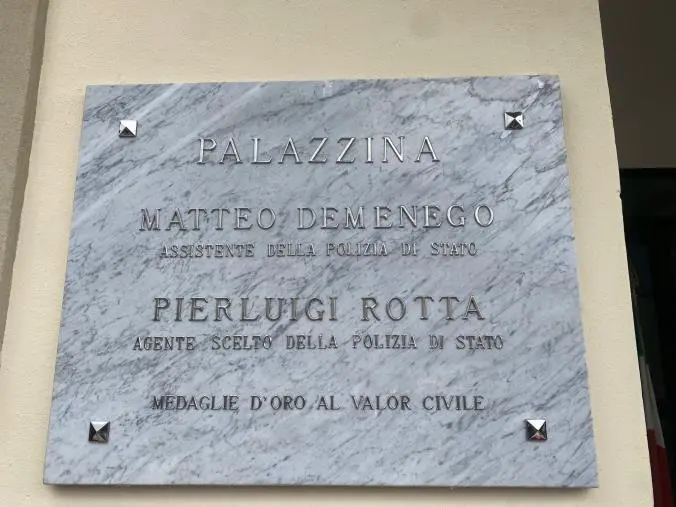 PALAZZINA
MATTEO DEMENEGO
ASSISTENTE DELLA POLIZIA DI STATO
PIERLUIGI ROTTA
AGENTE SCELTO DELLA POLIZIA DI STATO
MEDAGLIE D'ORO AL VALOR CIVILE